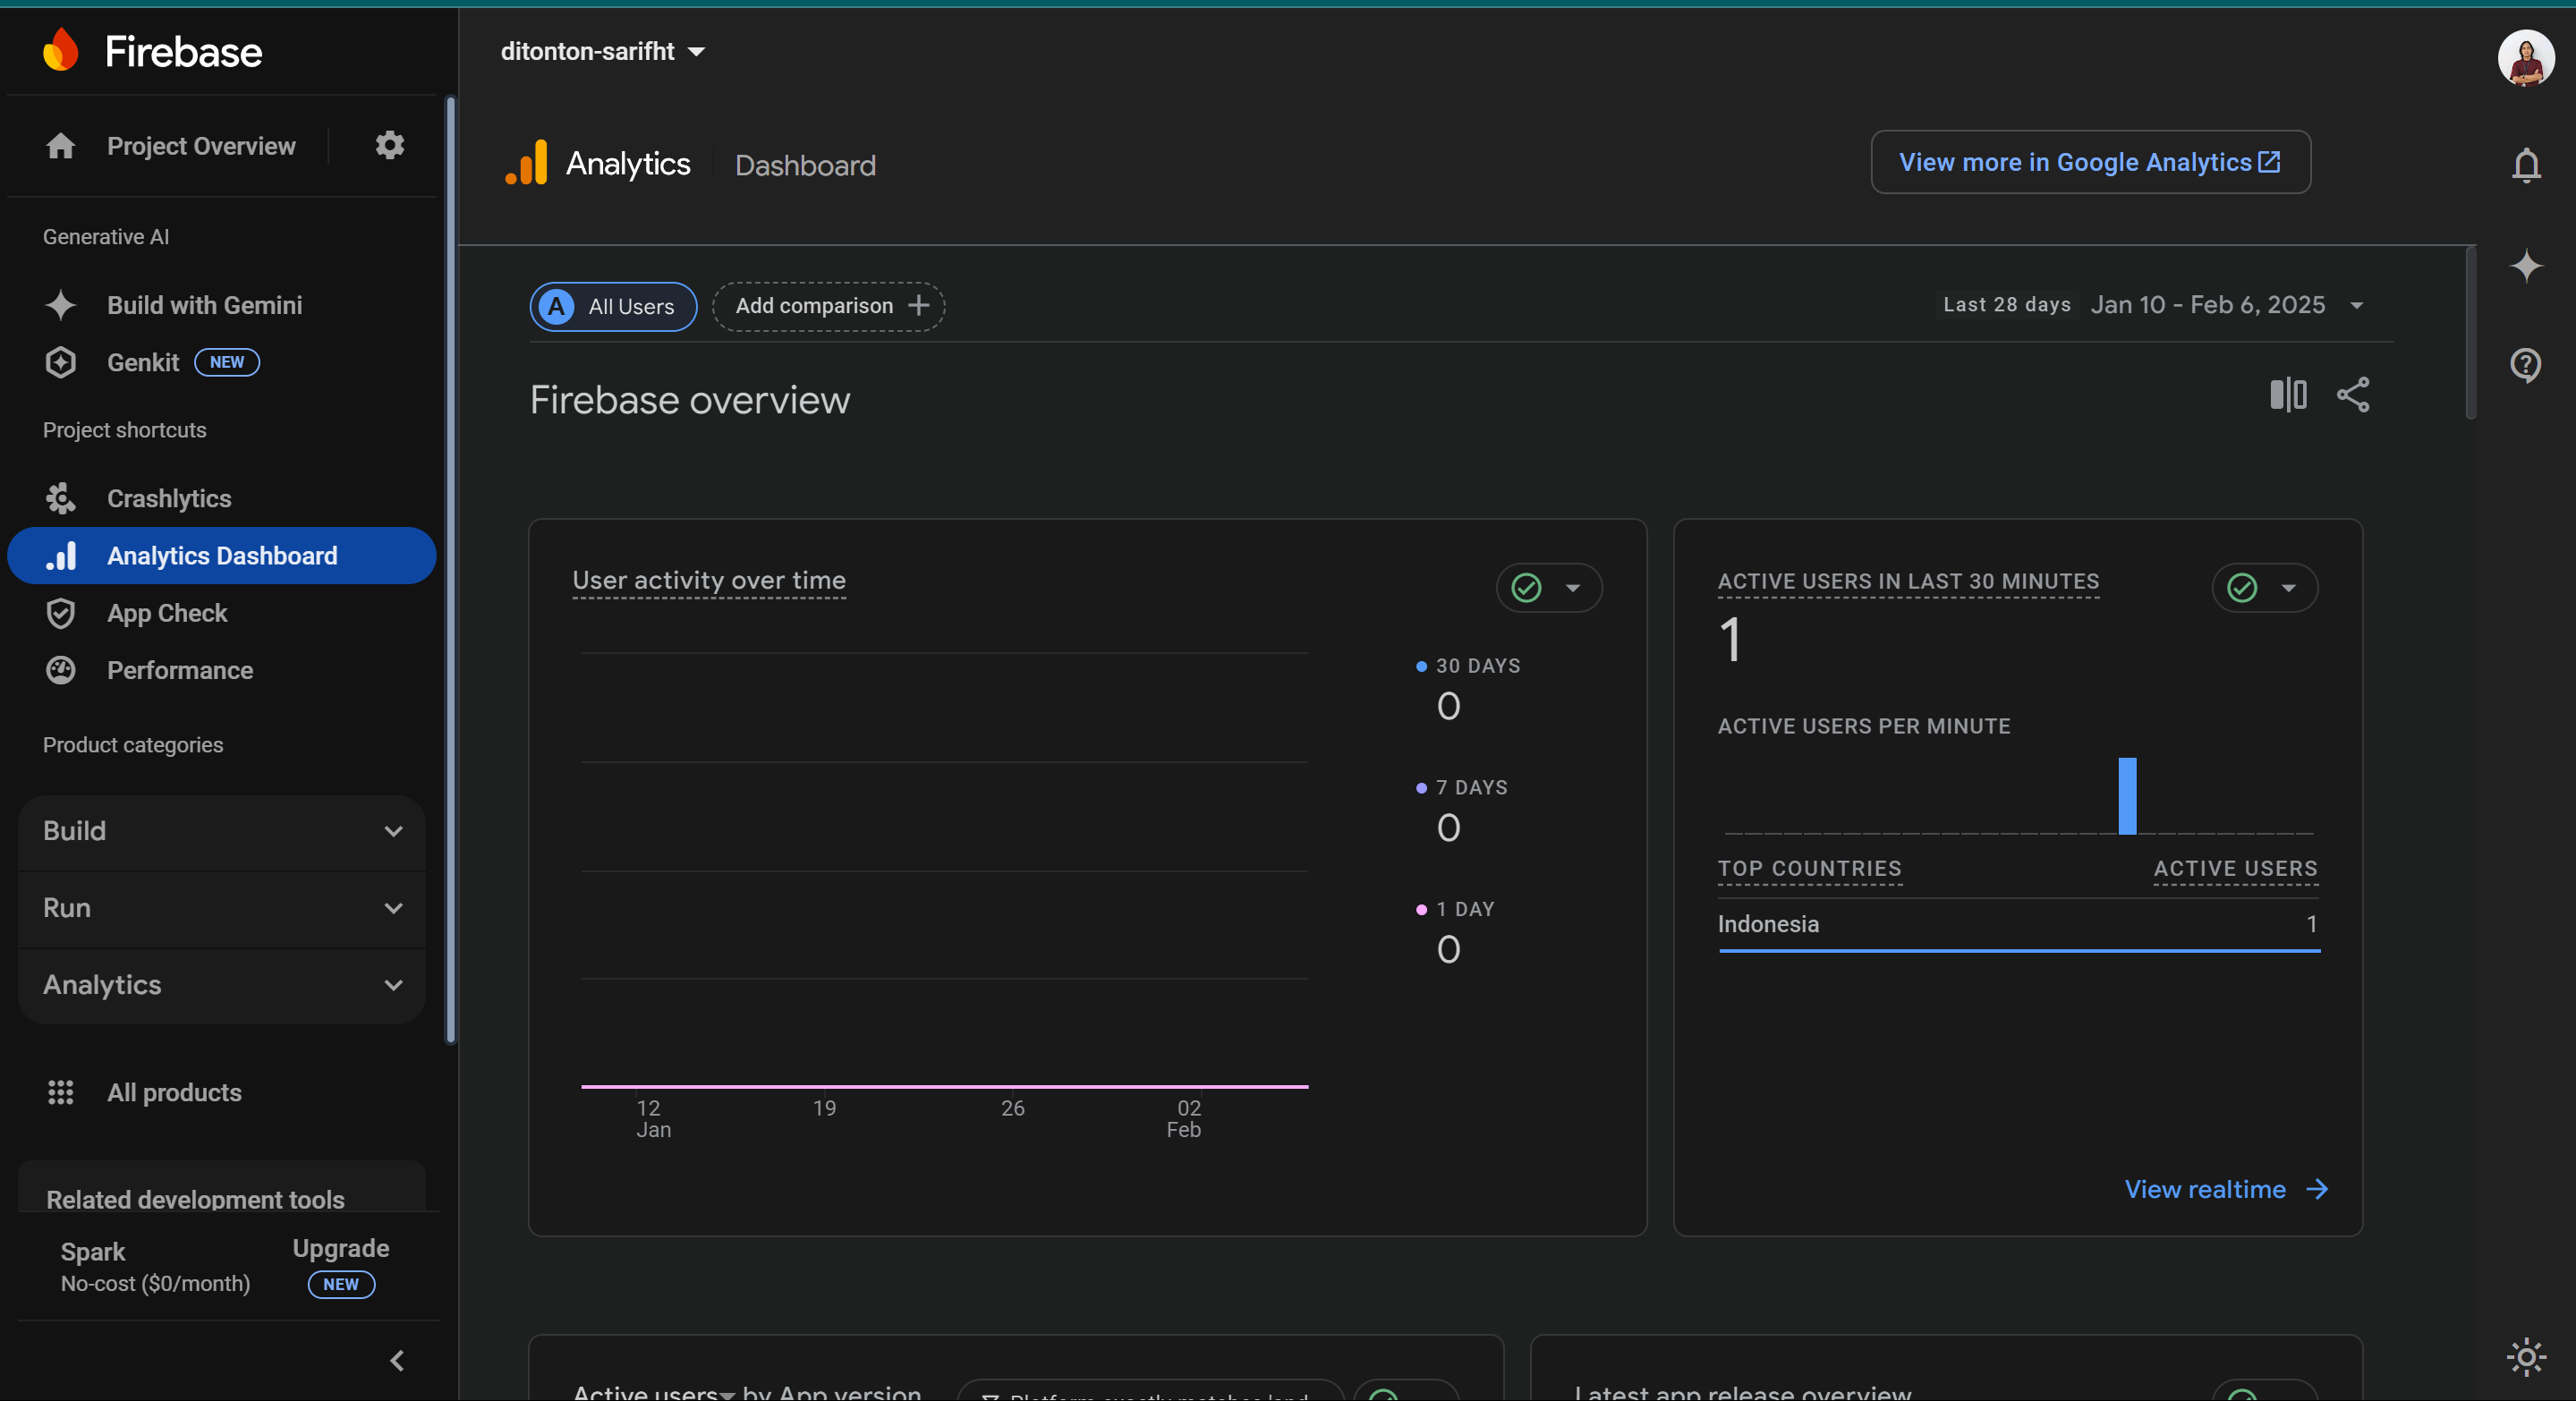 Firebase
Project Overview
Generative AI
Build with Gemini
Genkit NEW
Project shortcuts
Crashlytics
Analytics Dashboard
App Check
Performance
Product categories
Build
Run
Analytics
All products
Related development tools
Spark
No-cost ($0/month)
Upgrade
NEW
ditonton-sarifht
Analytics
Dashboard
View more in Google Analytics
A All Users
Add comparison
Last 28 days Jan 10 - Feb 6, 2025
Firebase overview
User activity over time
30 DAYS
0
7 DAYS
0
1 DAY
0
12
Jan
19
26
02
Feb
ACTIVE USERS IN LAST 30 MINUTES
1
ACTIVE USERS PER MINUTE
TOP COUNTRIES ACTIVE USERS
Indonesia 1
View realtime
Active users by App version
Platform exactly matches
Latest app release overview